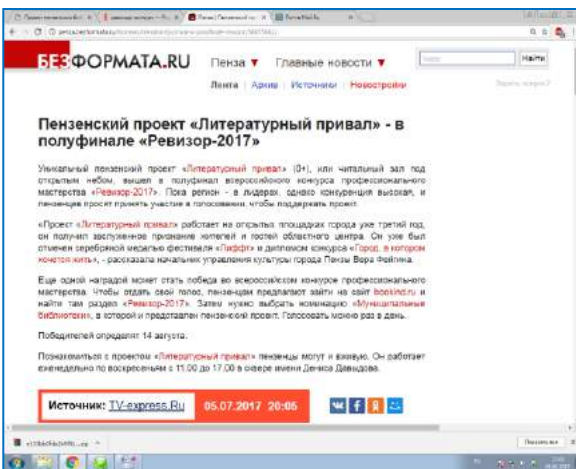 БЕЗФОРМАТА.RU Пенза ▼ Главные новости ▼ Найти
Лента Архив Источники Новостройки
Пензенский проект «Литературный привал» - в
полуфинале «Ревизор-2017»
Уникальный пензенский проект «Литературный привал» (0+), или читальный зал под
открытым небом, вышел в полуфинал всероссийского конкурса профессионального
мастерства «Ревизор-2017». Пока регион - в лидерах, однако конкуренция высокая, и
пензенцев просят принять участие в голосовании, чтобы поддержать проект.
«Проект «Литературный привал» работает на открытых площадках города уже третий год,
он получил заслуженное признание жителей и гостей областного центра. Он уже был
отмечен серебряной медалью фестиваля «Лиффт» и дипломом конкурса «Город, в котором
хочется жить», - рассказала начальник управления культуры города Пензы Вера Фейгина.
Еще одной наградой может стать победа во всероссийском конкурсе профессионального
мастерства. Чтобы отдать свой голос, пензенцам предлагают зайти на сайт bookind.ru и
найти там раздел «Ревизор-2017». Затем нужно выбрать номинацию «Муниципальные
библиотеки», в которой и представлен пензенский проект. Голосовать можно раз в день.
Победителей определят 14 августа.
Познакомиться с проектом «Литературный привал» пензенцы могут и вживую. Он работает
еженедельно по воскресеньям с 11.00 до 17.00 в сквере имени Дениса Давыдова.
Источник: TV-express.Ru 05.07.2017 20:05